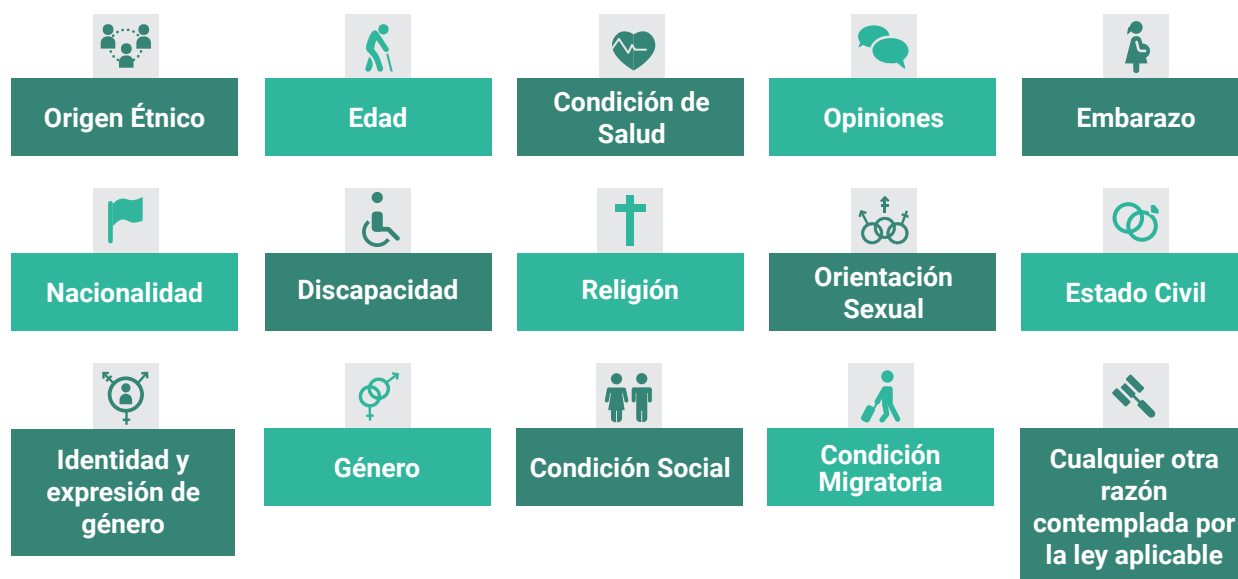 Origen Étnico
Edad
Condición de
Salud
Opiniones
Embarazo
Nacionalidad
Discapacidad
Religión
Orientación
Sexual
Estado Civil
Identidad y
expresión de
género
Género
Condición Social
Condición
Migratoria
Cualquier otra
razón
contemplada por
la ley aplicable